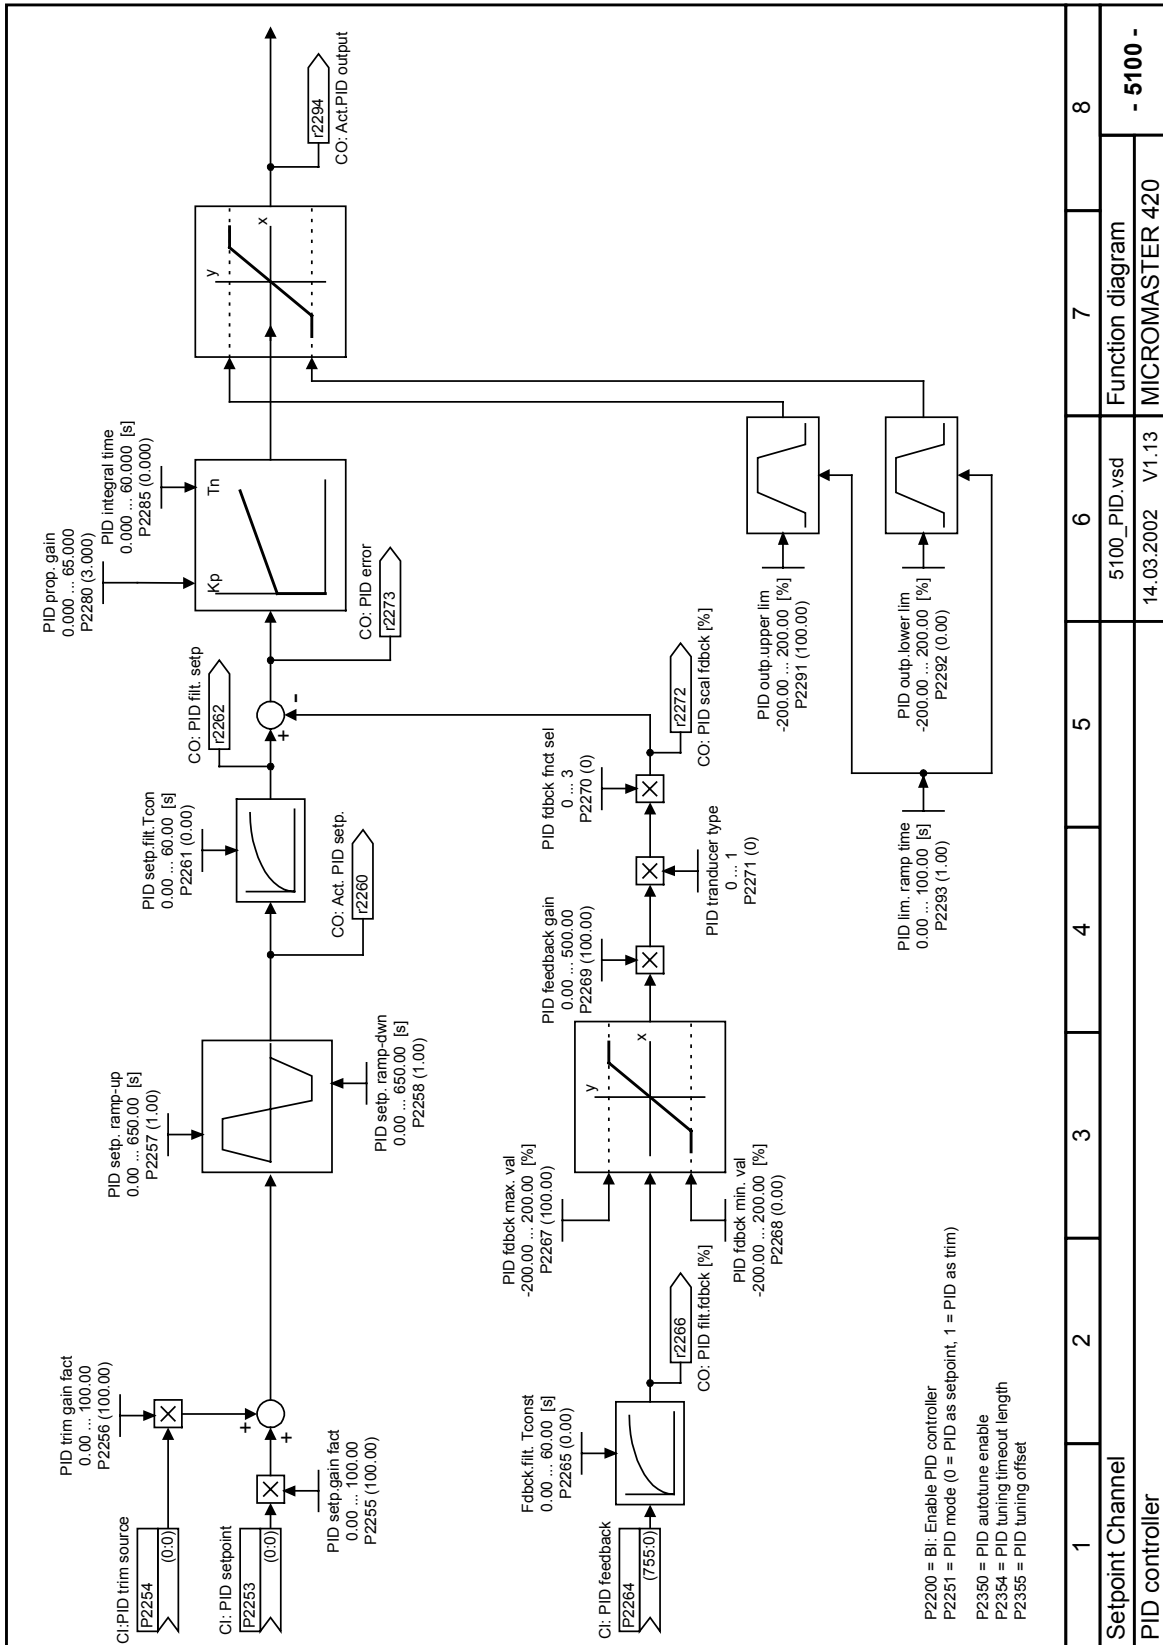 CI:PID trim source
P2254
(0:0)
PID trim gain fact
0.00 ... 100.00
P2256 (100.00)
CI: PID setpoint
P2253
(0:0)
PID setp.gain fact
0.00 ... 100.00
P2255 (100.00)
+
+
PID setp. ramp-up
0.00 ... 650.00 [s]
P2257 (1.00)
PID setp. ramp-dwn
0.00 ... 650.00 [s]
P2258 (1.00)
CO: Act. PID setp.
r2260
PID setp.filt.Tcon
0.00 ... 60.00 [s]
P2261 (0.00)
CO: PID filt. setp
r2262
+
-
CO: PID error
r2273
PID prop. gain
0.000 ... 65.000
P2280 (3.000)
PID integral time
0.000 ... 60.000 [s]
P2285 (0.000)
Kp
Tn
y
x
r2294
CO: Act.PID output
CI: PID feedback
P2264
(755:0)
Fdbck.filt. Tconst
0.00 ... 60.00 [s]
P2265 (0.00)
r2266
CO: PID filt.fdbck [%]
PID fdbck max. val
-200.00 ... 200.00 [%]
P2267 (100.00)
PID fdbck min. val
-200.00 ... 200.00 [%]
P2268 (0.00)
y
x
PID feedback gain
0.00 ... 500.00
P2269 (100.00)
PID tranducer type
0 ... 1
P2271 (0)
PID fdbck fnct sel
0 ... 3
P2270 (0)
r2272
CO: PID scal fdbck [%]
PID outp.upper lim
-200.00 ... 200.00 [%]
P2291 (100.00)
PID outp.lower lim
-200.00 ... 200.00 [%]
P2292 (0.00)
PID lim. ramp time
0.00 ... 100.00 [s]
P2293 (1.00)
P2200 = BI: Enable PID controller
P2251 = PID mode (0 = PID as setpoint, 1 = PID as trim)
P2350 = PID autotune enable
P2354 = PID tuning timeout length
P2355 = PID tuning offset
1 2 3 4 5 6 7 8
Setpoint Channel
5100_PID.vsd
Function diagram
- 5100 -
PID controller
14.03.2002 V1.13
MICROMASTER 420